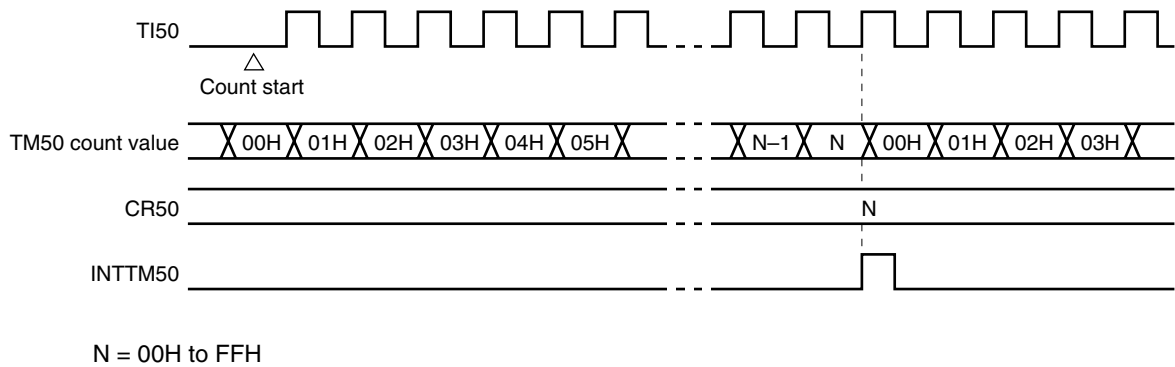 TI50
Count start
TM50 count value 00H 01H 02H 03H 04H 05H N–1 N 00H 01H 02H 03H
CR50 N
INTTM50
N = 00H to FFH